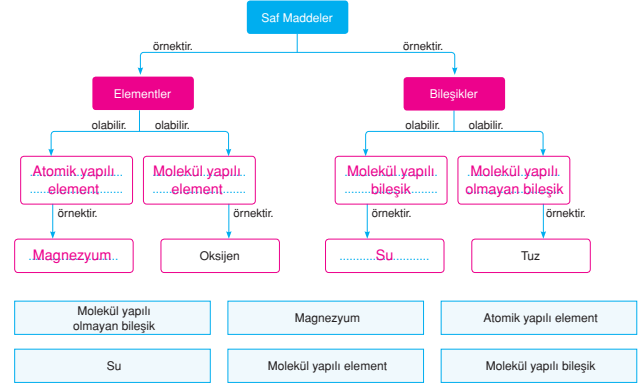 Saf Maddeler
örnektir. örnektir.
Elementler Bileşikler
olabilir. olabilir. olabilir. olabilir.
Atomik yapılı
element
Molekül yapılı
element
Molekül yapılı
bileşik
Molekül yapılı
olmayan bileşik
örnektir. örnektir. örnektir. örnektir.
Magnezyum Oksijen Su Tuz
Molekül yapılı
olmayan bileşik
Magnezyum
Atomik yapılı element
Su
Molekül yapılı element
Molekül yapılı bileşik